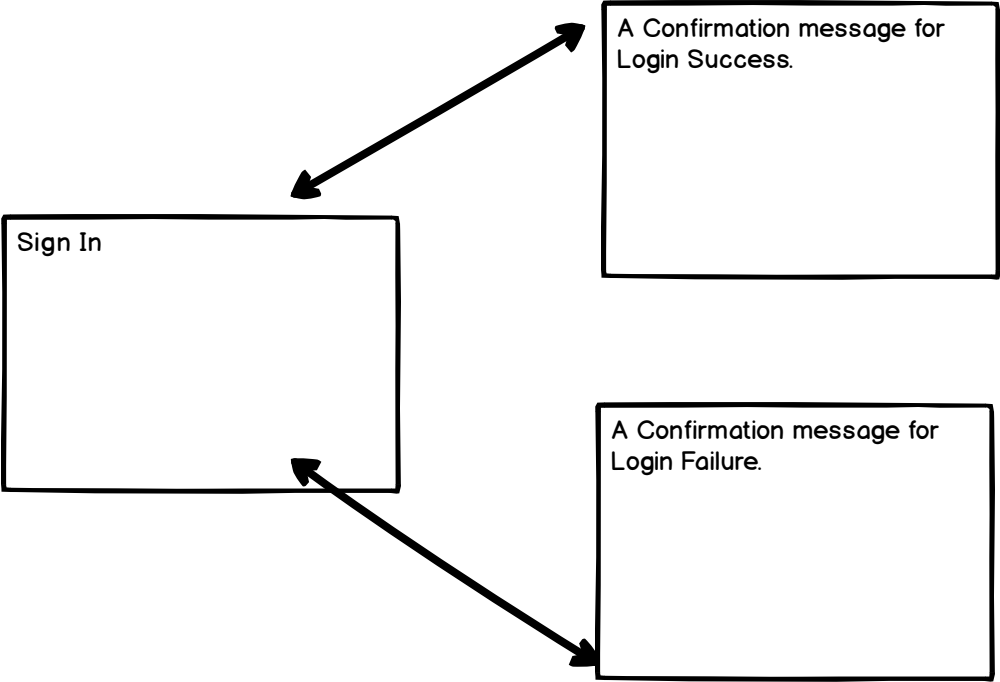 A Confirmation message for
Login Success.
Sign In
A Confirmation message for
Login Failure.